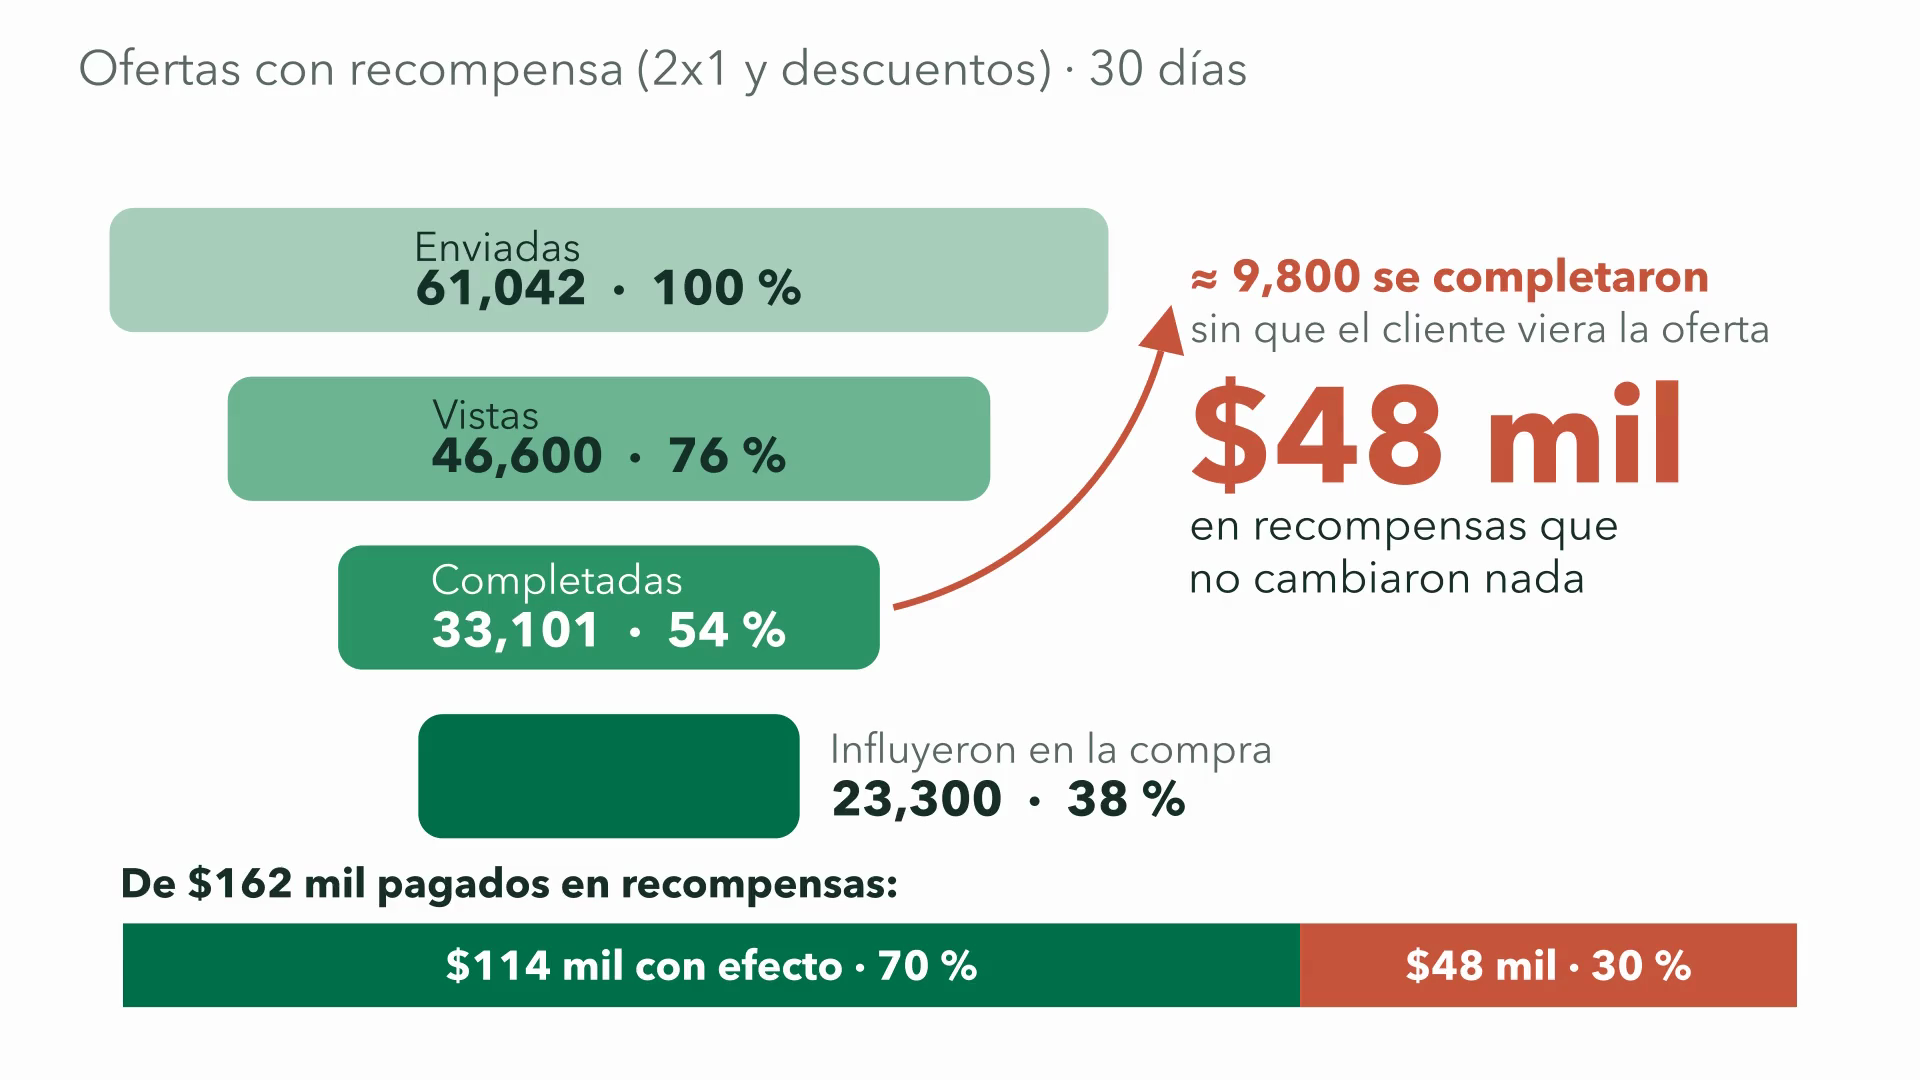 Ofertas con recompensa (2x1 y descuentos) · 30 días
Enviadas
61,042 · 100 %
Vistas
46,600 · 76 %
Completadas
33,101 · 54 %
Influyeron en la compra
23,300 · 38 %
≈ 9,800 se completaron
sin que el cliente viera la oferta
$48 mil
en recompensas que
no cambiaron nada
De $162 mil pagados en recompensas:
$114 mil con efecto · 70 %
$48 mil · 30 %